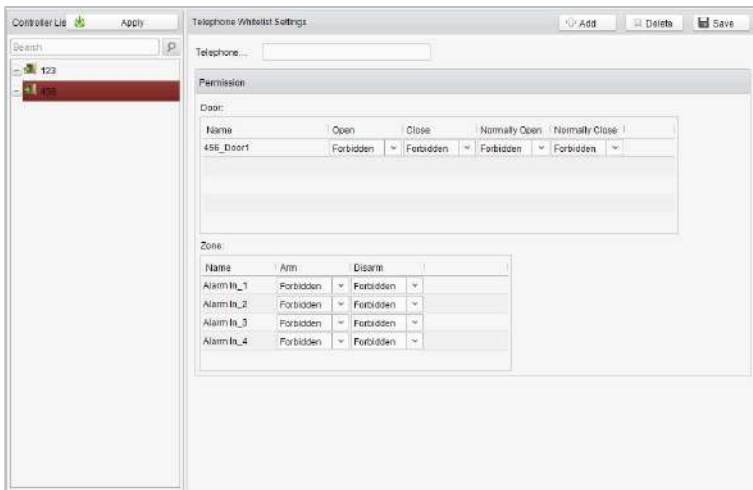 Controller Lis Apply
Search
123
456
Telephone Whitelist Settings Add Delete Save
Telephone...
Permission
Door:
Name Open Close Normally Open Normally Close
456_Door1 Forbidden Forbidden Forbidden Forbidden
Zone:
Name Arm Disarm
Alarm In_1 Forbidden Forbidden
Alarm In_2 Forbidden Forbidden
Alarm In_3 Forbidden Forbidden
Alarm In_4 Forbidden Forbidden